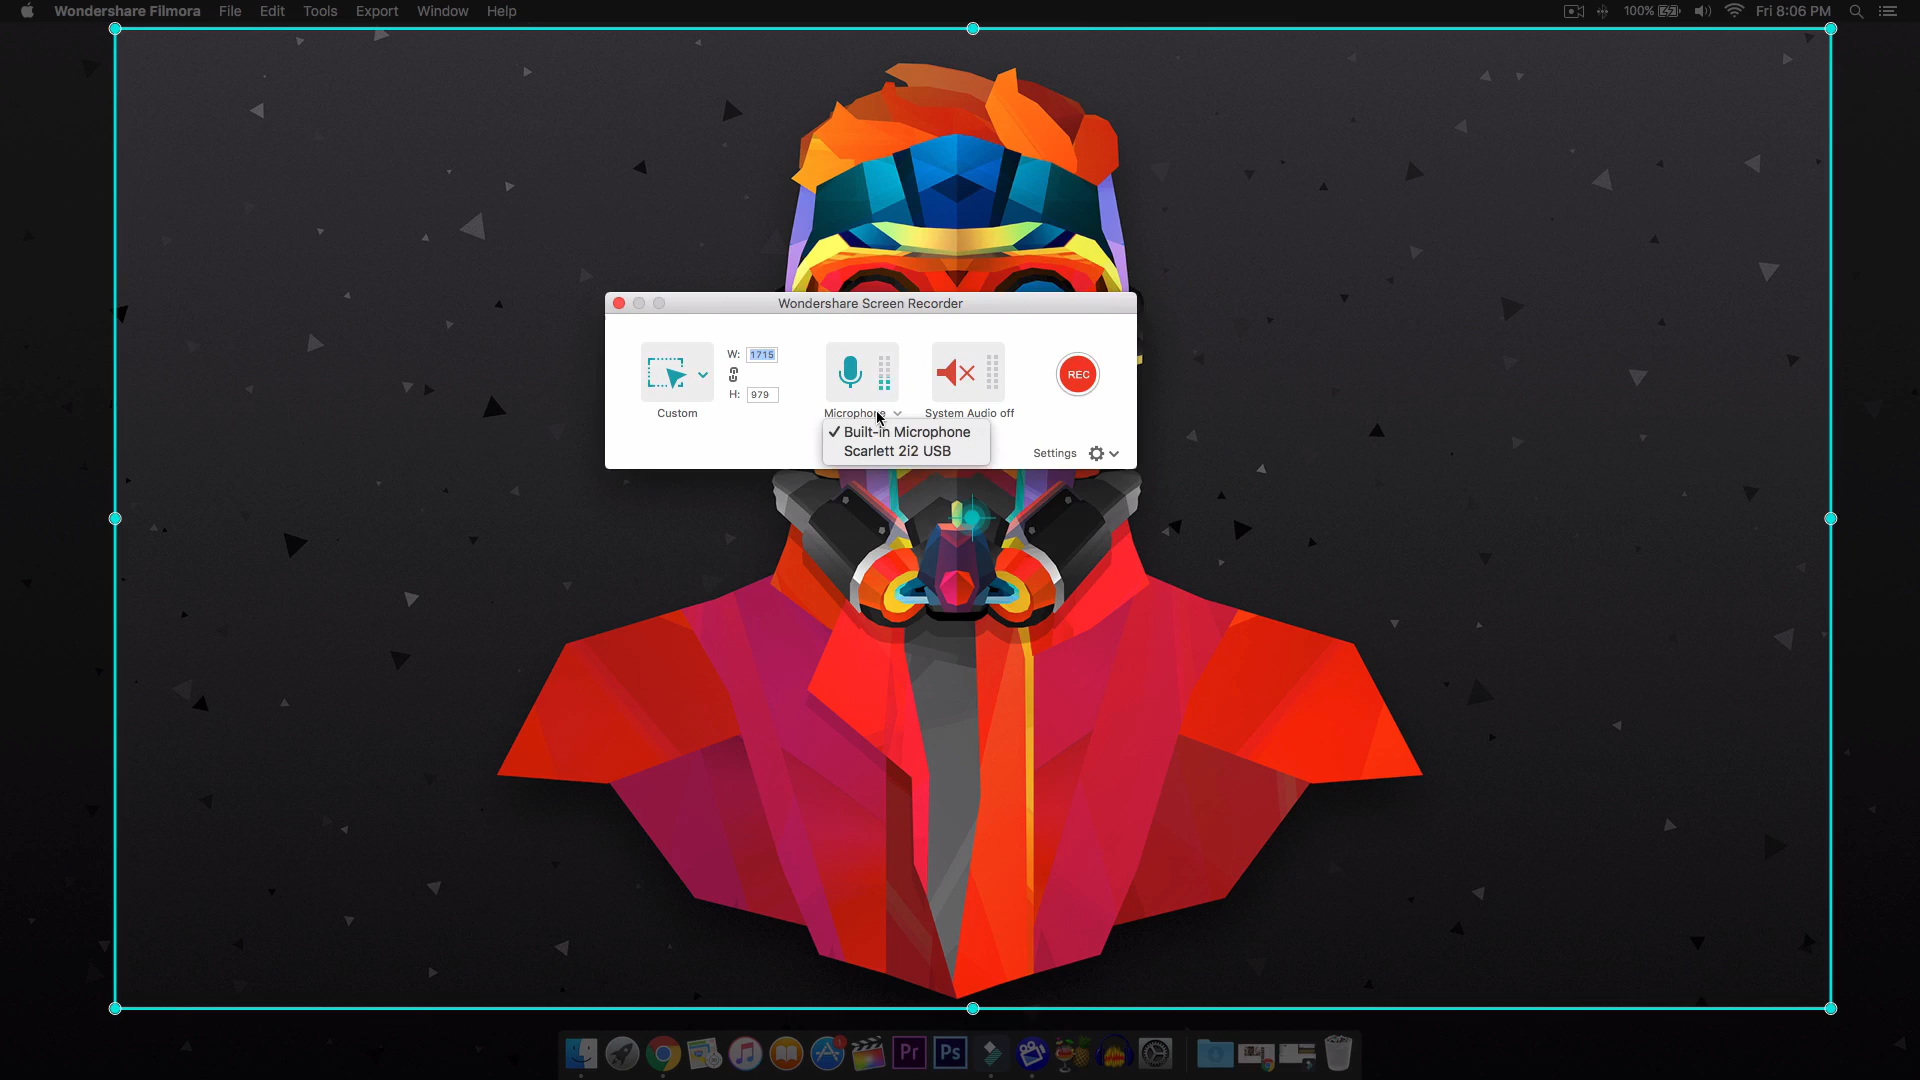 Wondershare Filmora File Edit Tools Export Window Help 100% Fri 8:06 PM
Wondershare Screen Recorder
W: 1715
H: 979
REC
Custom Microphone System Audio off
✓ Built-in Microphone
Scarlett 2i2 USB
Settings
1
Pr
Ps